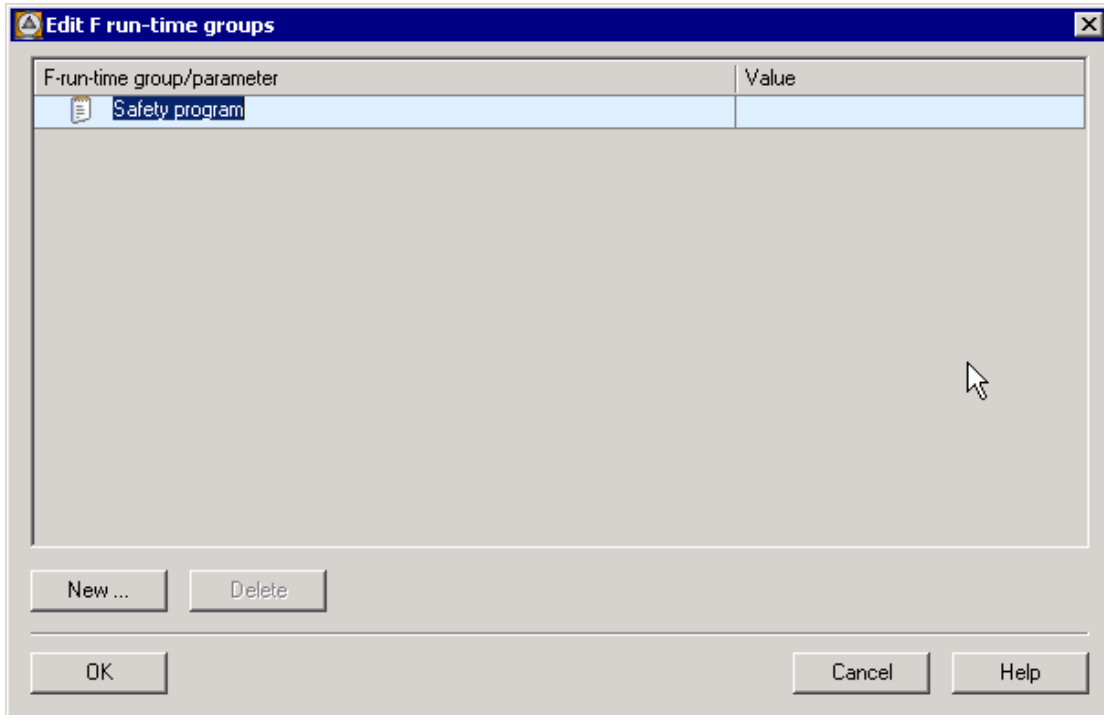 Edit F run-time groups
F-run-time group/parameter Value
Safety program
New ... Delete
OK Cancel Help